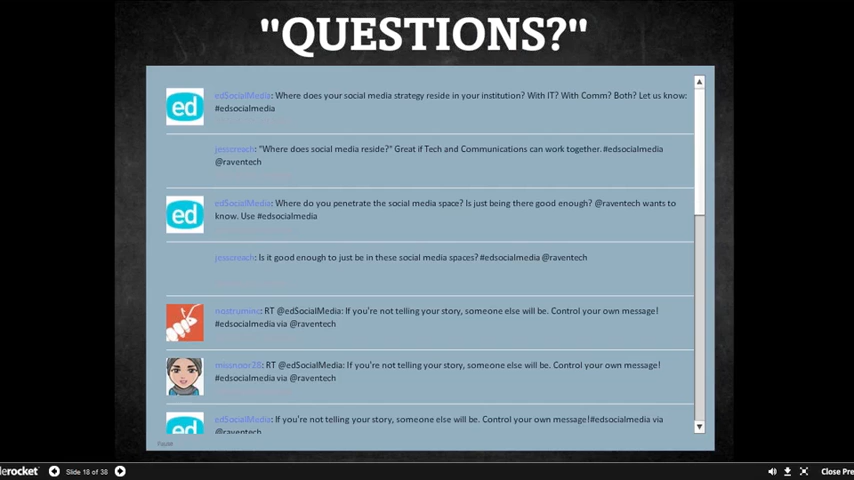 "QUESTIONS?"
ed
edSocialMedia: Where does your social media strategy reside in your institution? With IT? With Comm? Both? Let us know:
#edsocialmedia
jesscroach: "Where does social media reside?" Great if Tech and Communications can work together. #edsocialmedia
@raventech
ed
edSocialMedia: Where do you penetrate the social media space? Is just being there good enough? @raventech wants to
know. Use #edsocialmedia
jesscroach: Is it good enough to just be in these social media spaces? #edsocialmedia @raventech
nostruminc: RT @edSocialMedia: If you're not telling your story, someone else will be. Control your own message!
#edsocialmedia via @raventech
missnoor28: RT @edSocialMedia: If you're not telling your story, someone else will be. Control your own message!
#edsocialmedia via @raventech
ed
edSocialMedia: If you're not telling your story, someone else will be. Control your own message!#edsocialmedia via
@raventech
Pause
lerocket
Slide 18 of 38
Close Pre